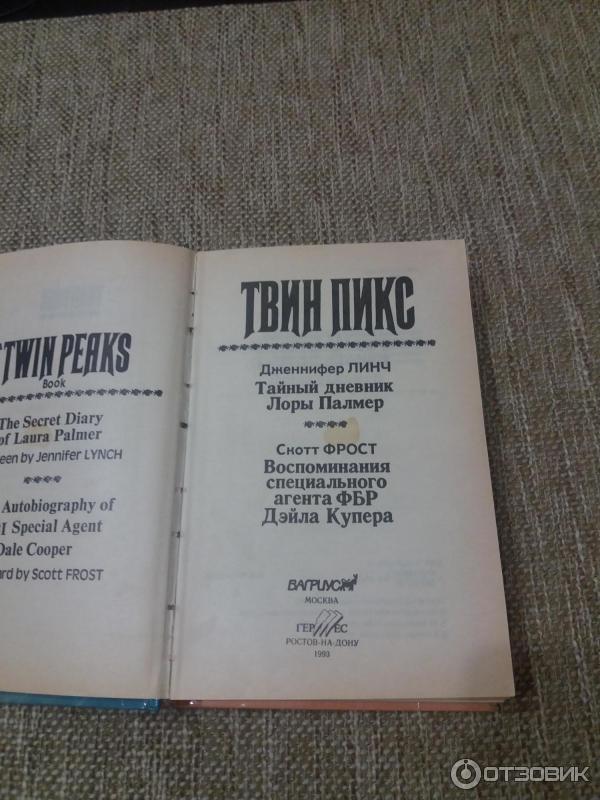 TWIN PEAKS
Book
The Secret Diary
of Laura Palmer
een by Jennifer LYNCH
Autobiography of
I Special Agent
Dale Cooper
rd by Scott FROST
ТВИН ПИКС
Дженнифер ЛИНЧ
Тайный дневник
Лоры Палмер
Скотт ФРОСТ
Воспоминания
специального
агента ФБР
Дэйла Купера
ВАГРИУС
МОСКВА
ГЕРМЕС
РОСТОВ-НА-ДОНУ
1993
ОТЗОВИК